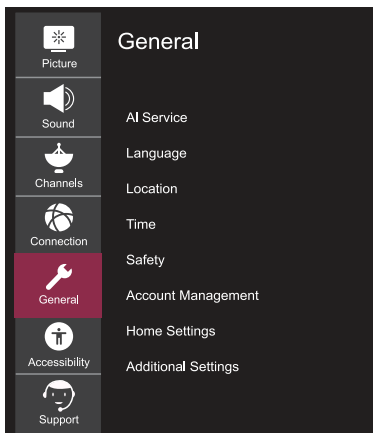 Picture
Sound
Channels
Connection
General
Accessibility
Support
General
AI Service
Language
Location
Time
Safety
Account Management
Home Settings
Additional Settings